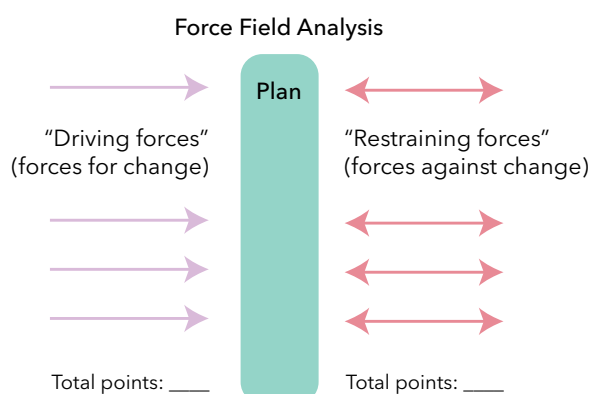 Force Field Analysis
Plan
“Driving forces”
(forces for change)
“Restraining forces”
(forces against change)
Total points: ____
Total points: ____